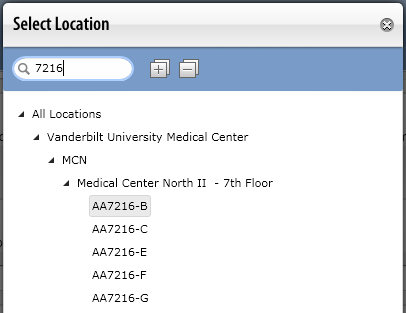 Select Location
7216
All Locations
Vanderbilt University Medical Center
MCN
Medical Center North II - 7th Floor
AA7216-B
AA7216-C
AA7216-E
AA7216-F
AA7216-G